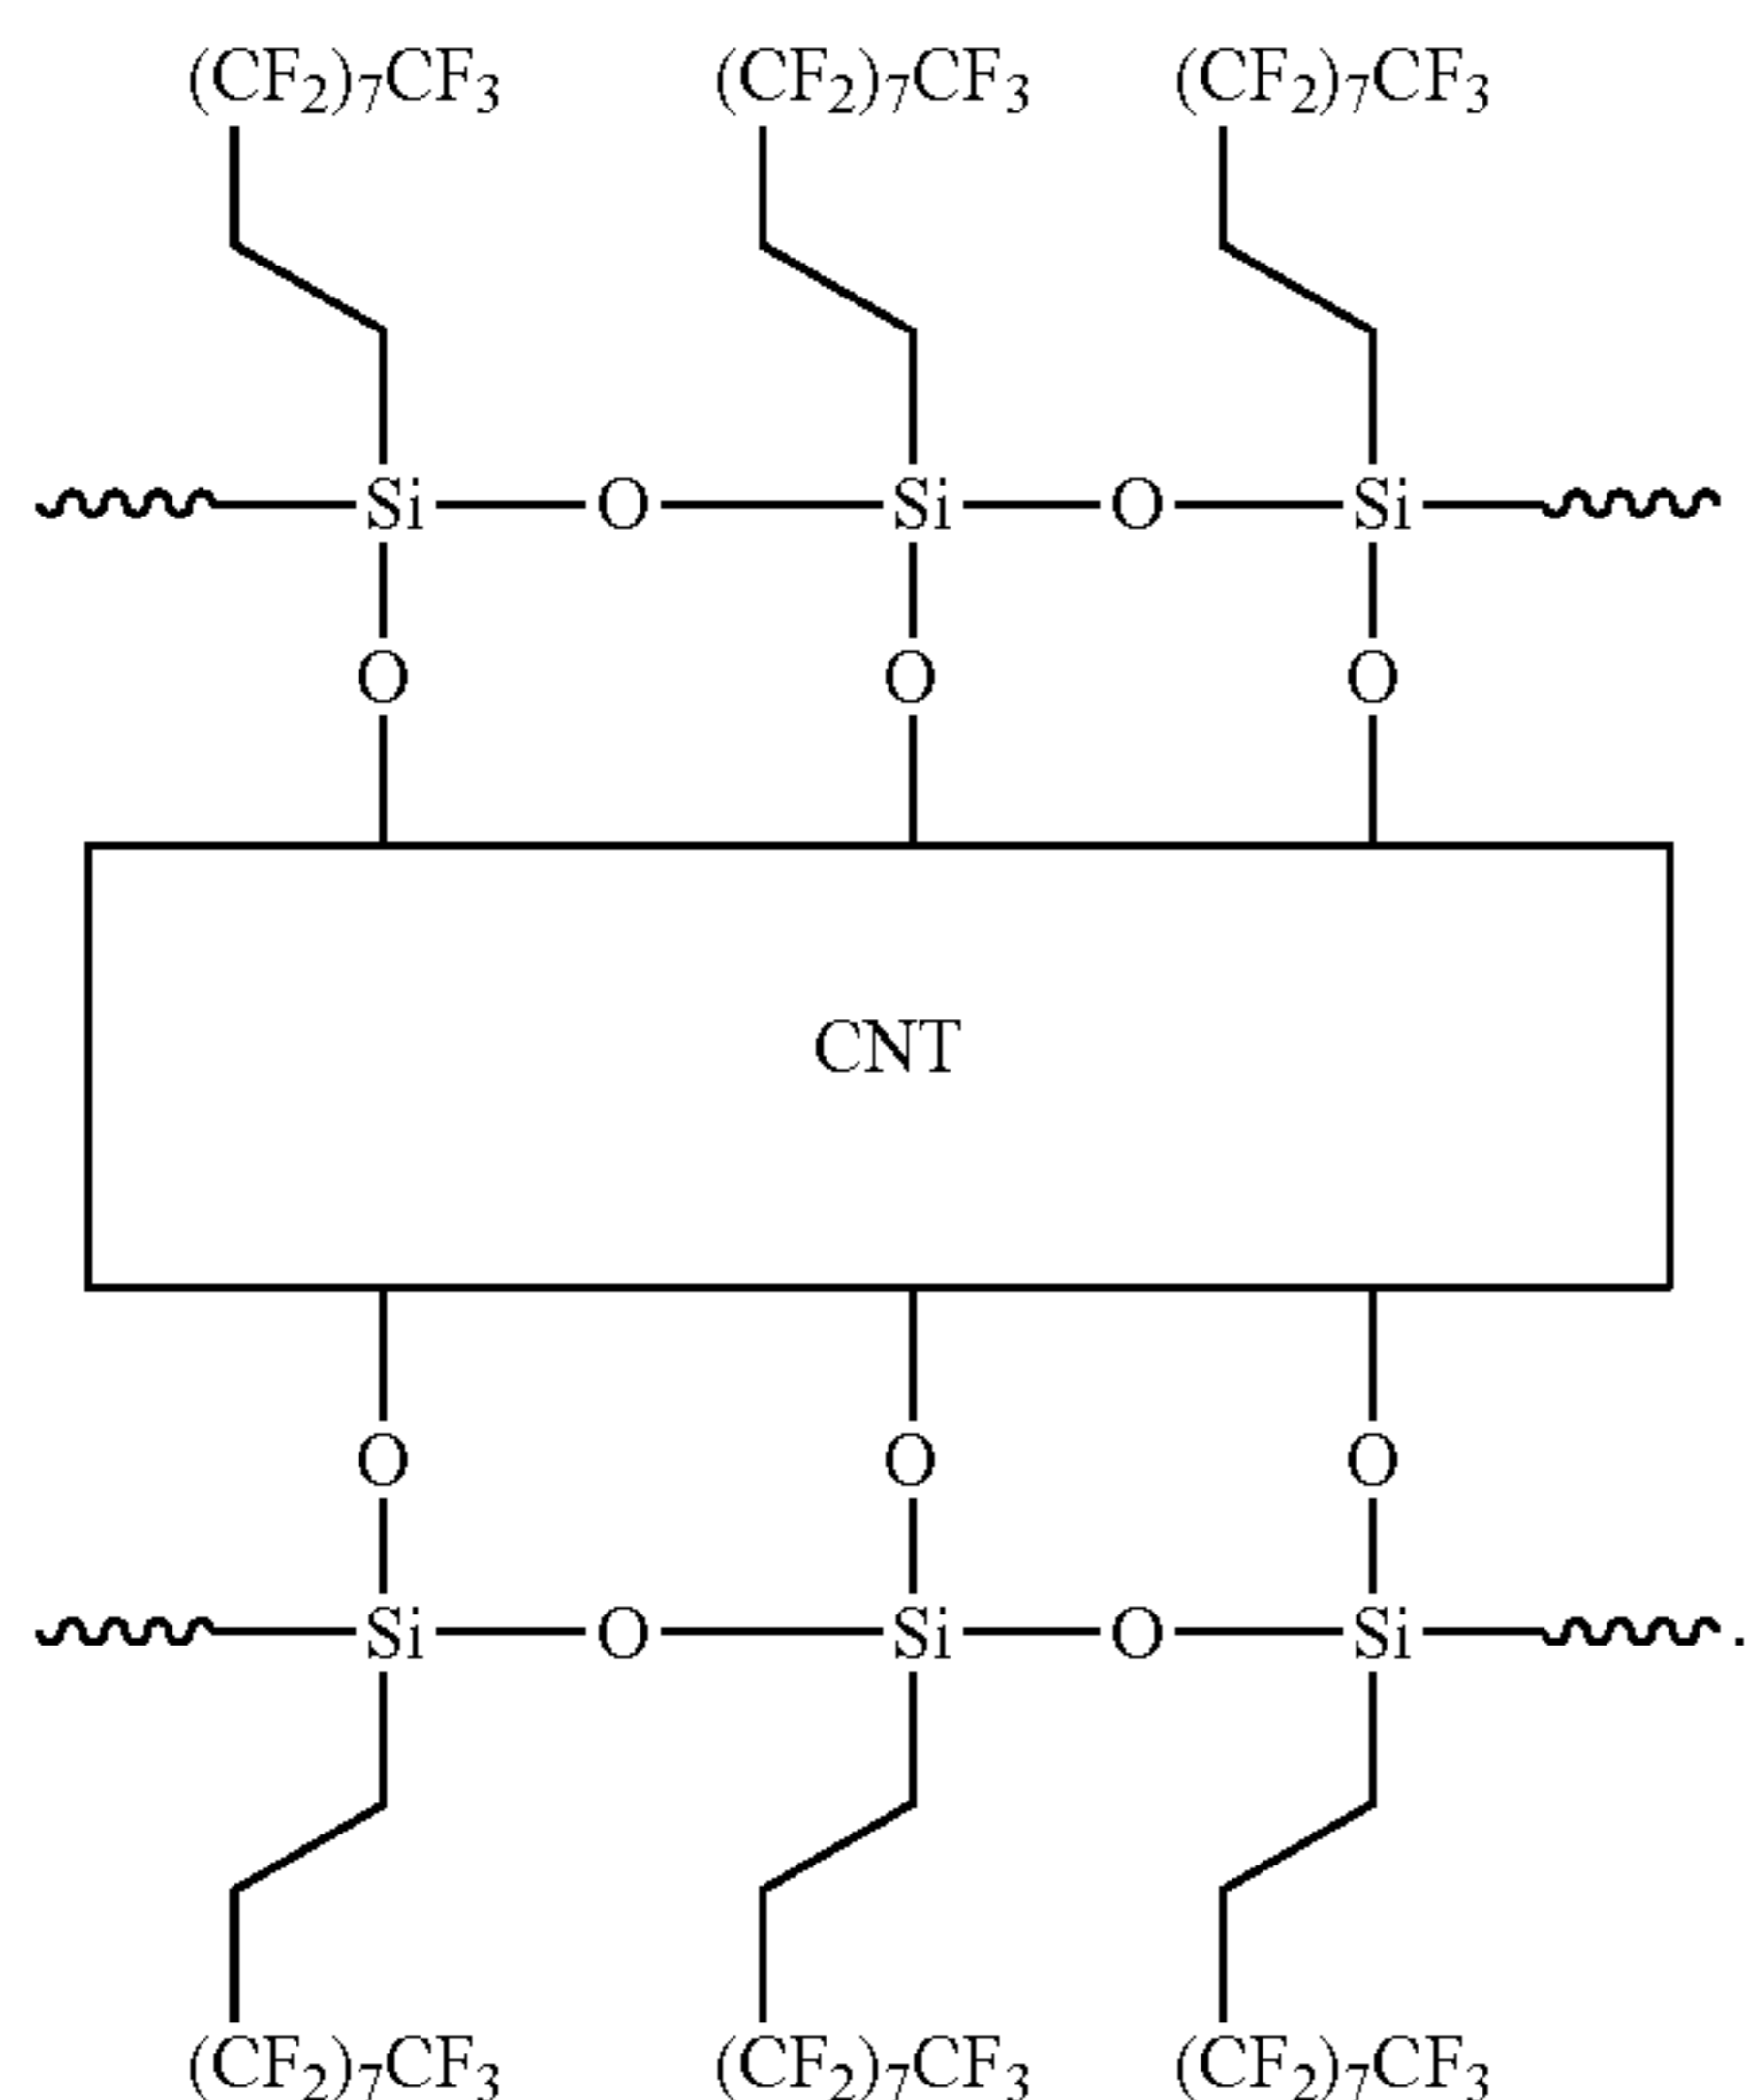 (CF₂)₇CF₃ (CF₂)₇CF₃ (CF₂)₇CF₃
Si O Si O Si
O O O
CNT
O O O
Si O Si O Si .
(CF₂)₇CF₃ (CF₂)₇CF₃ (CF₂)₇CF₃